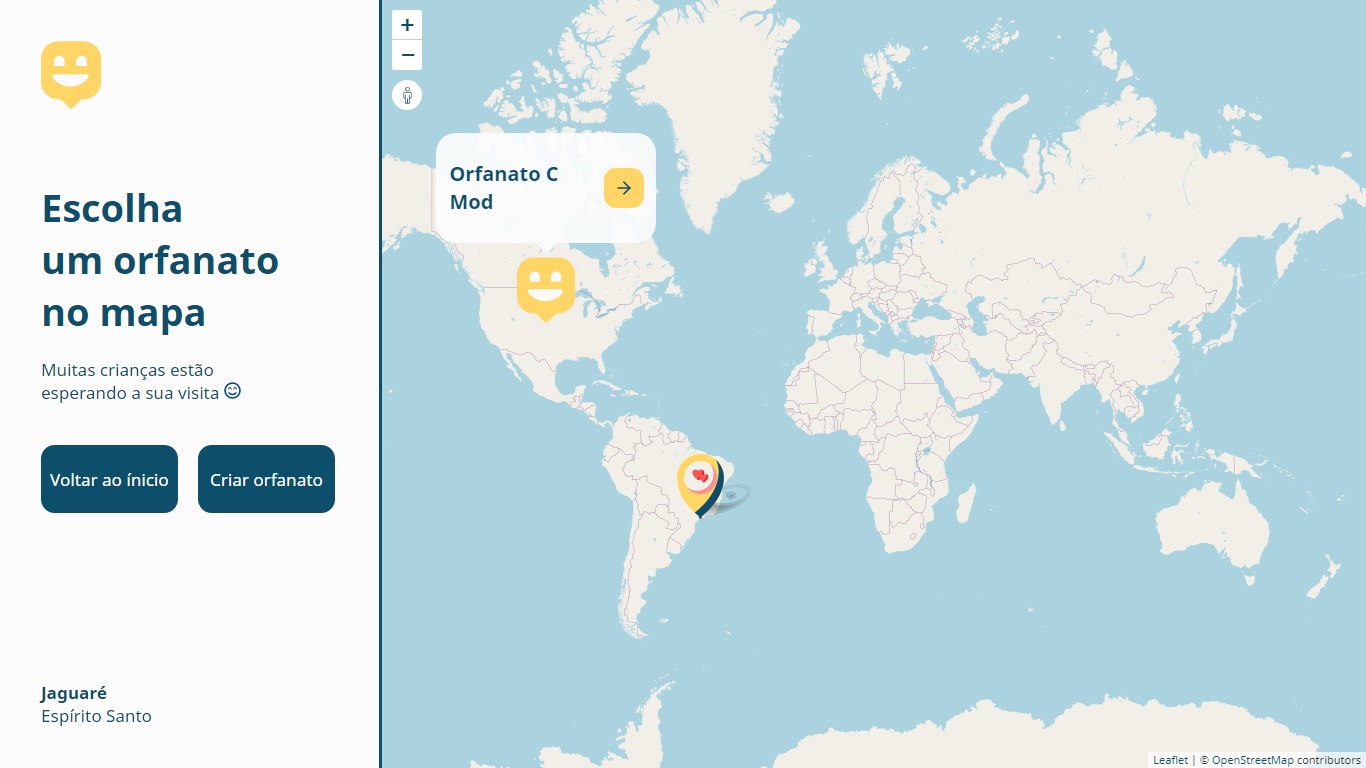 Escolha
um orfanato
no mapa
Muitas crianças estão
esperando a sua visita
Voltar ao ínicio
Criar orfanato
Jaguaré
Espírito Santo
+
−
Orfanato C
Mod
Leaflet | © OpenStreetMap contributors